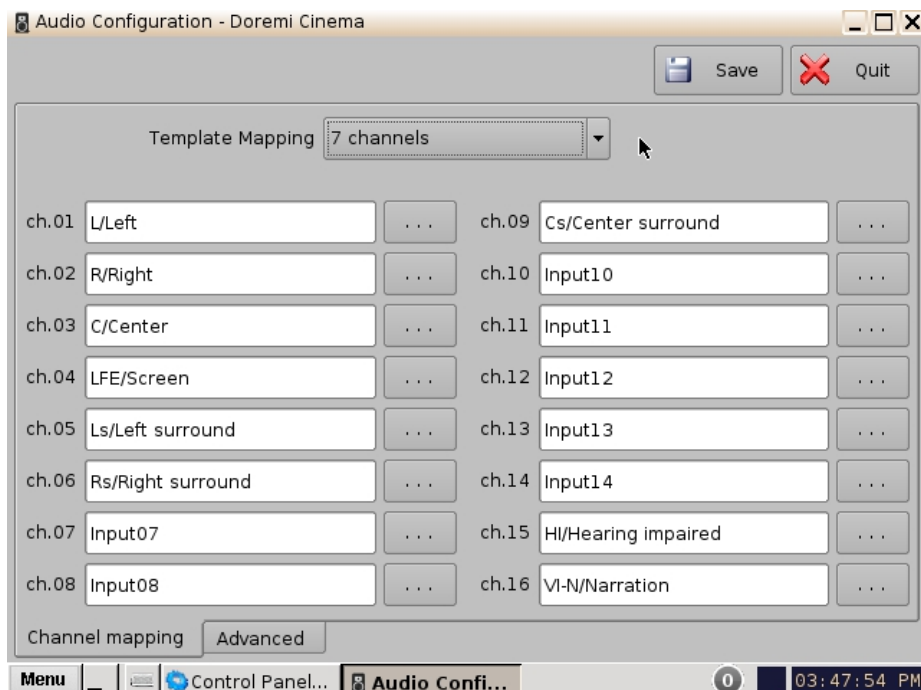 Audio Configuration - Doremi Cinema
Save
Quit
Template Mapping 7 channels
ch.01 L/Left ... ch.09 Cs/Center surround ...
ch.02 R/Right ... ch.10 Input10 ...
ch.03 C/Center ... ch.11 Input11 ...
ch.04 LFE/Screen ... ch.12 Input12 ...
ch.05 Ls/Left surround ... ch.13 Input13 ...
ch.06 Rs/Right surround ... ch.14 Input14 ...
ch.07 Input07 ... ch.15 HI/Hearing impaired ...
ch.08 Input08 ... ch.16 VI-N/Narration ...
Channel mapping Advanced
Menu _ Control Panel... Audio Confi... 0 03:47:54 PM